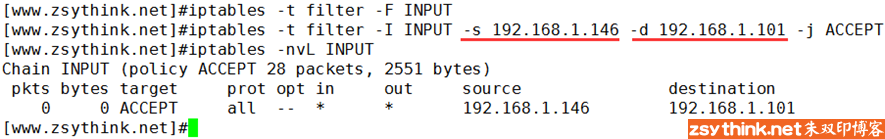 [www.zsythink.net]#iptables -t filter -F INPUT
[www.zsythink.net]#iptables -t filter -I INPUT -s 192.168.1.146 -d 192.168.1.101 -j ACCEPT
[www.zsythink.net]#iptables -nvL INPUT
Chain INPUT (policy ACCEPT 28 packets, 2551 bytes)
pkts bytes target prot opt in out source destination
0 0 ACCEPT all -- * * 192.168.1.146 192.168.1.101
[www.zsythink.net]#
zsythink.net朱双印博客